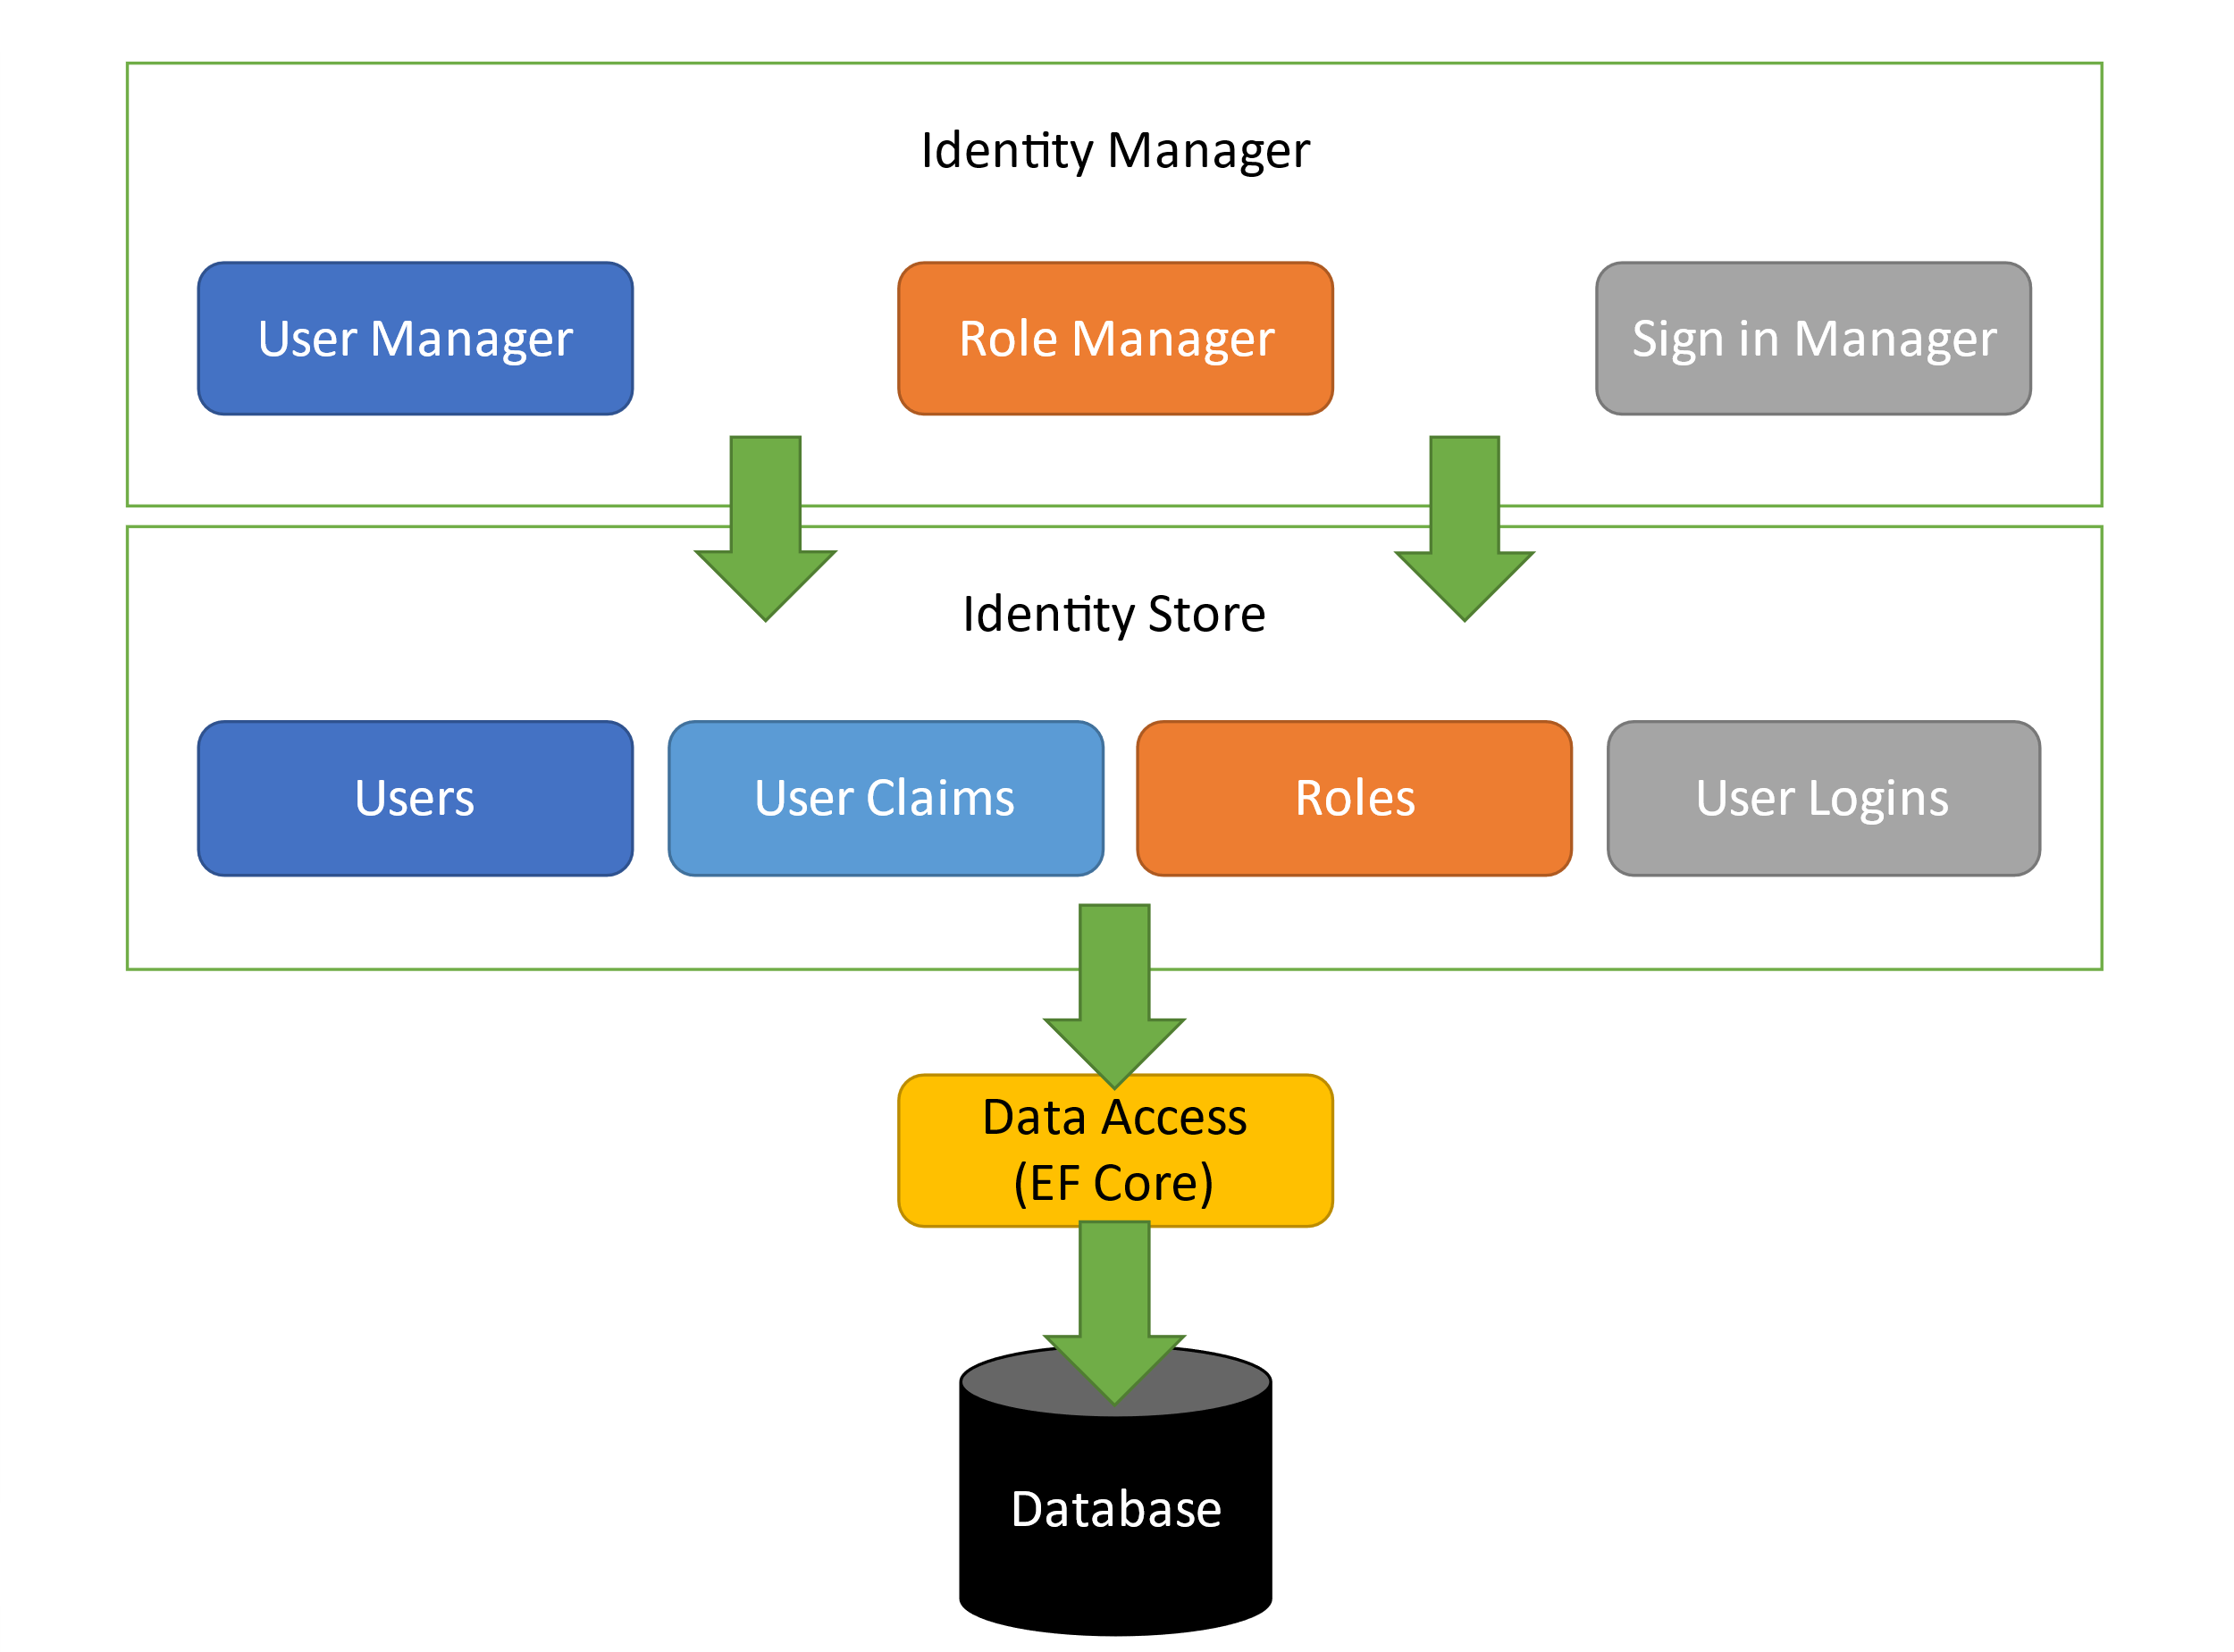 Identity Manager
User Manager
Role Manager
Sign in Manager
Identity Store
Users
User Claims
Roles
User Logins
Data Access
(EF Core)
Database